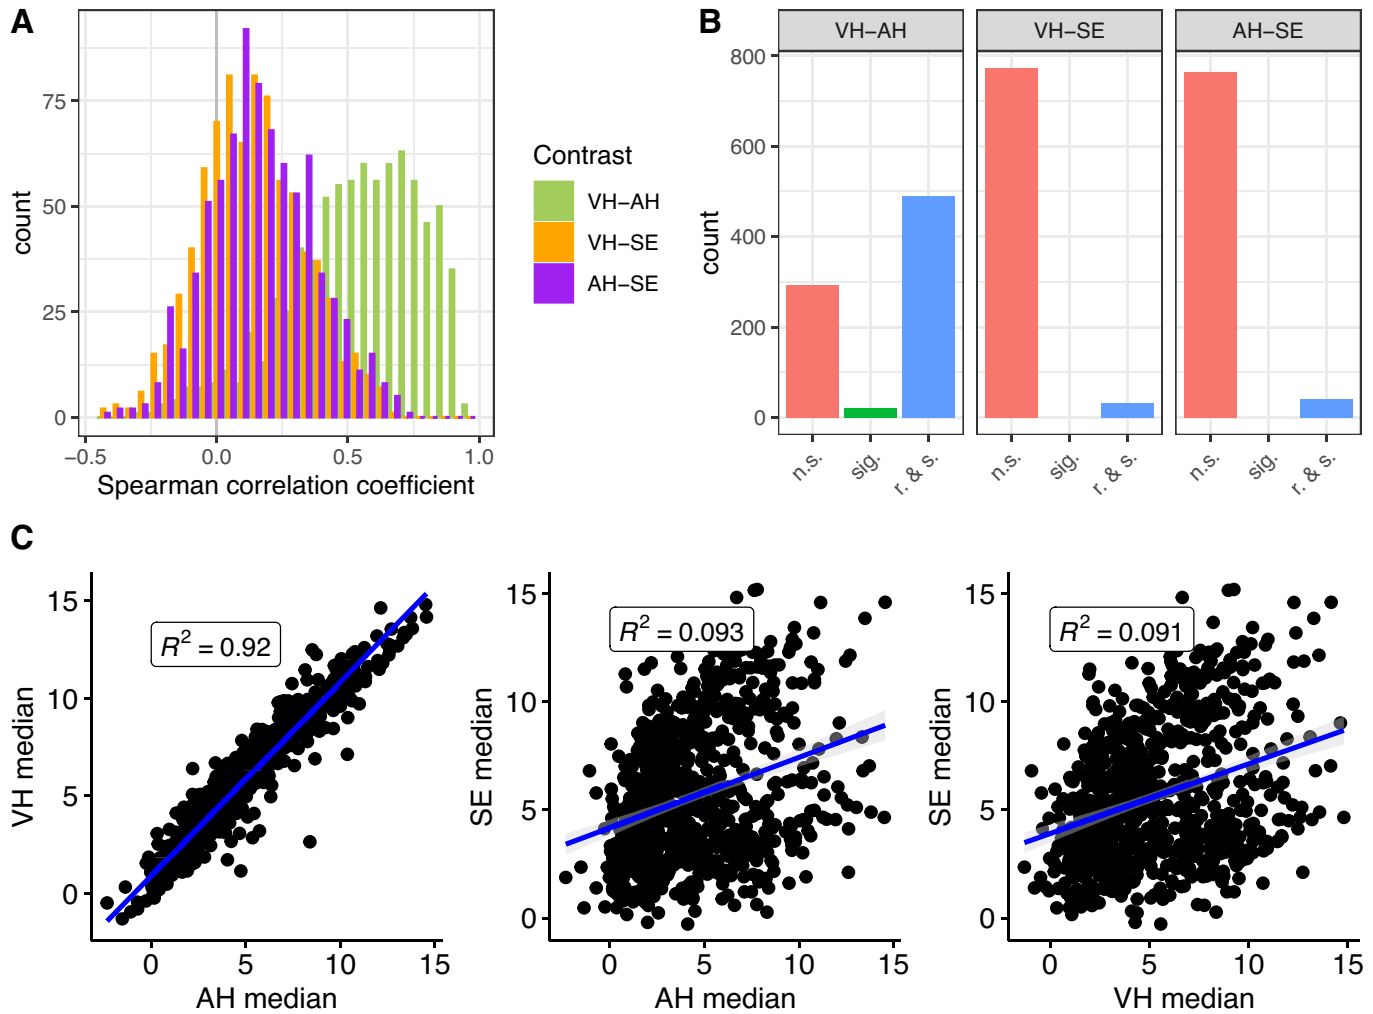 A
75
50
25
0
count
−0.5
0.0
0.5
1.0
Spearman correlation coefficient
Contrast
VH−AH
VH−SE
AH−SE
B
VH−AH
VH−SE
AH−SE
800
600
400
200
0
count
n.s.
sig.
r. & s.
n.s.
sig.
r. & s.
n.s.
sig.
r. & s.
C
15
10
5
0
VH median
R² = 0.92
0
5
10
15
AH median
15
10
5
0
SE median
R² = 0.093
0
5
10
15
AH median
15
10
5
0
SE median
R² = 0.091
0
5
10
15
VH median